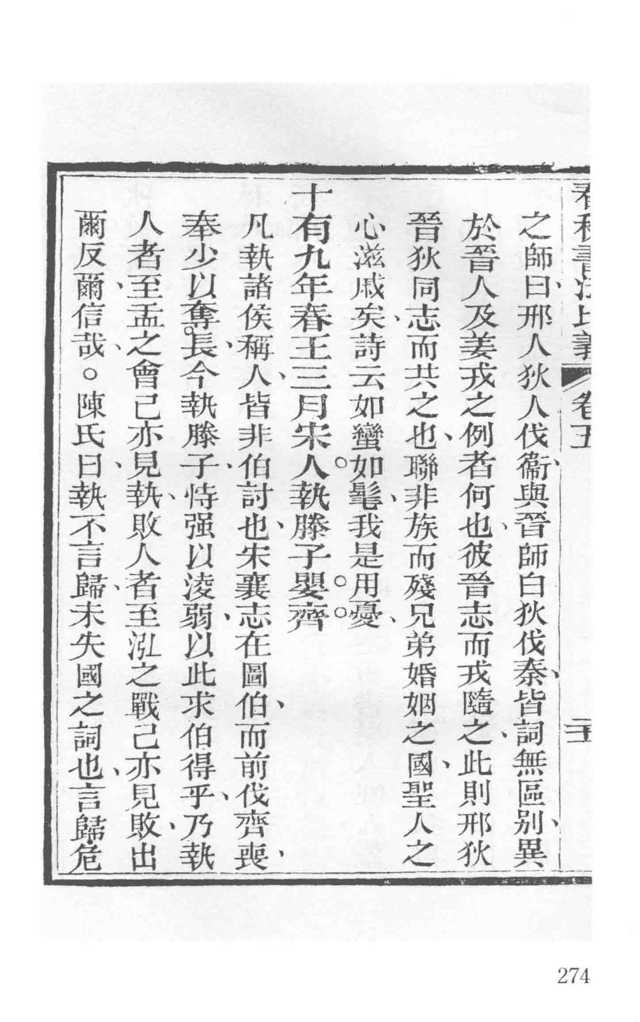 春秋書法比義 卷五 二十五
之師曰邢人狄人伐衞與晉師白狄伐秦皆詞無區别異
於晉人及姜戎之例者何也彼晉志而戎隨之此則邢狄
晉狄同志而共之也聯非族而殘兄弟婚姻之國聖人之
心滋戚矣詩云如蠻如髦我是用憂
十有九年春王三月宋人執滕子嬰齊
凡執諸侯稱人皆非伯討也宋襄志在圖伯而前伐齊喪
奉少以奪長今執滕子恃强以淩弱以此求伯得乎乃執
人者至盂之會己亦見執敗人者至泓之戰己亦見敗出
爾反爾信哉○陳氏曰執不言歸未失國之詞也言歸危
274